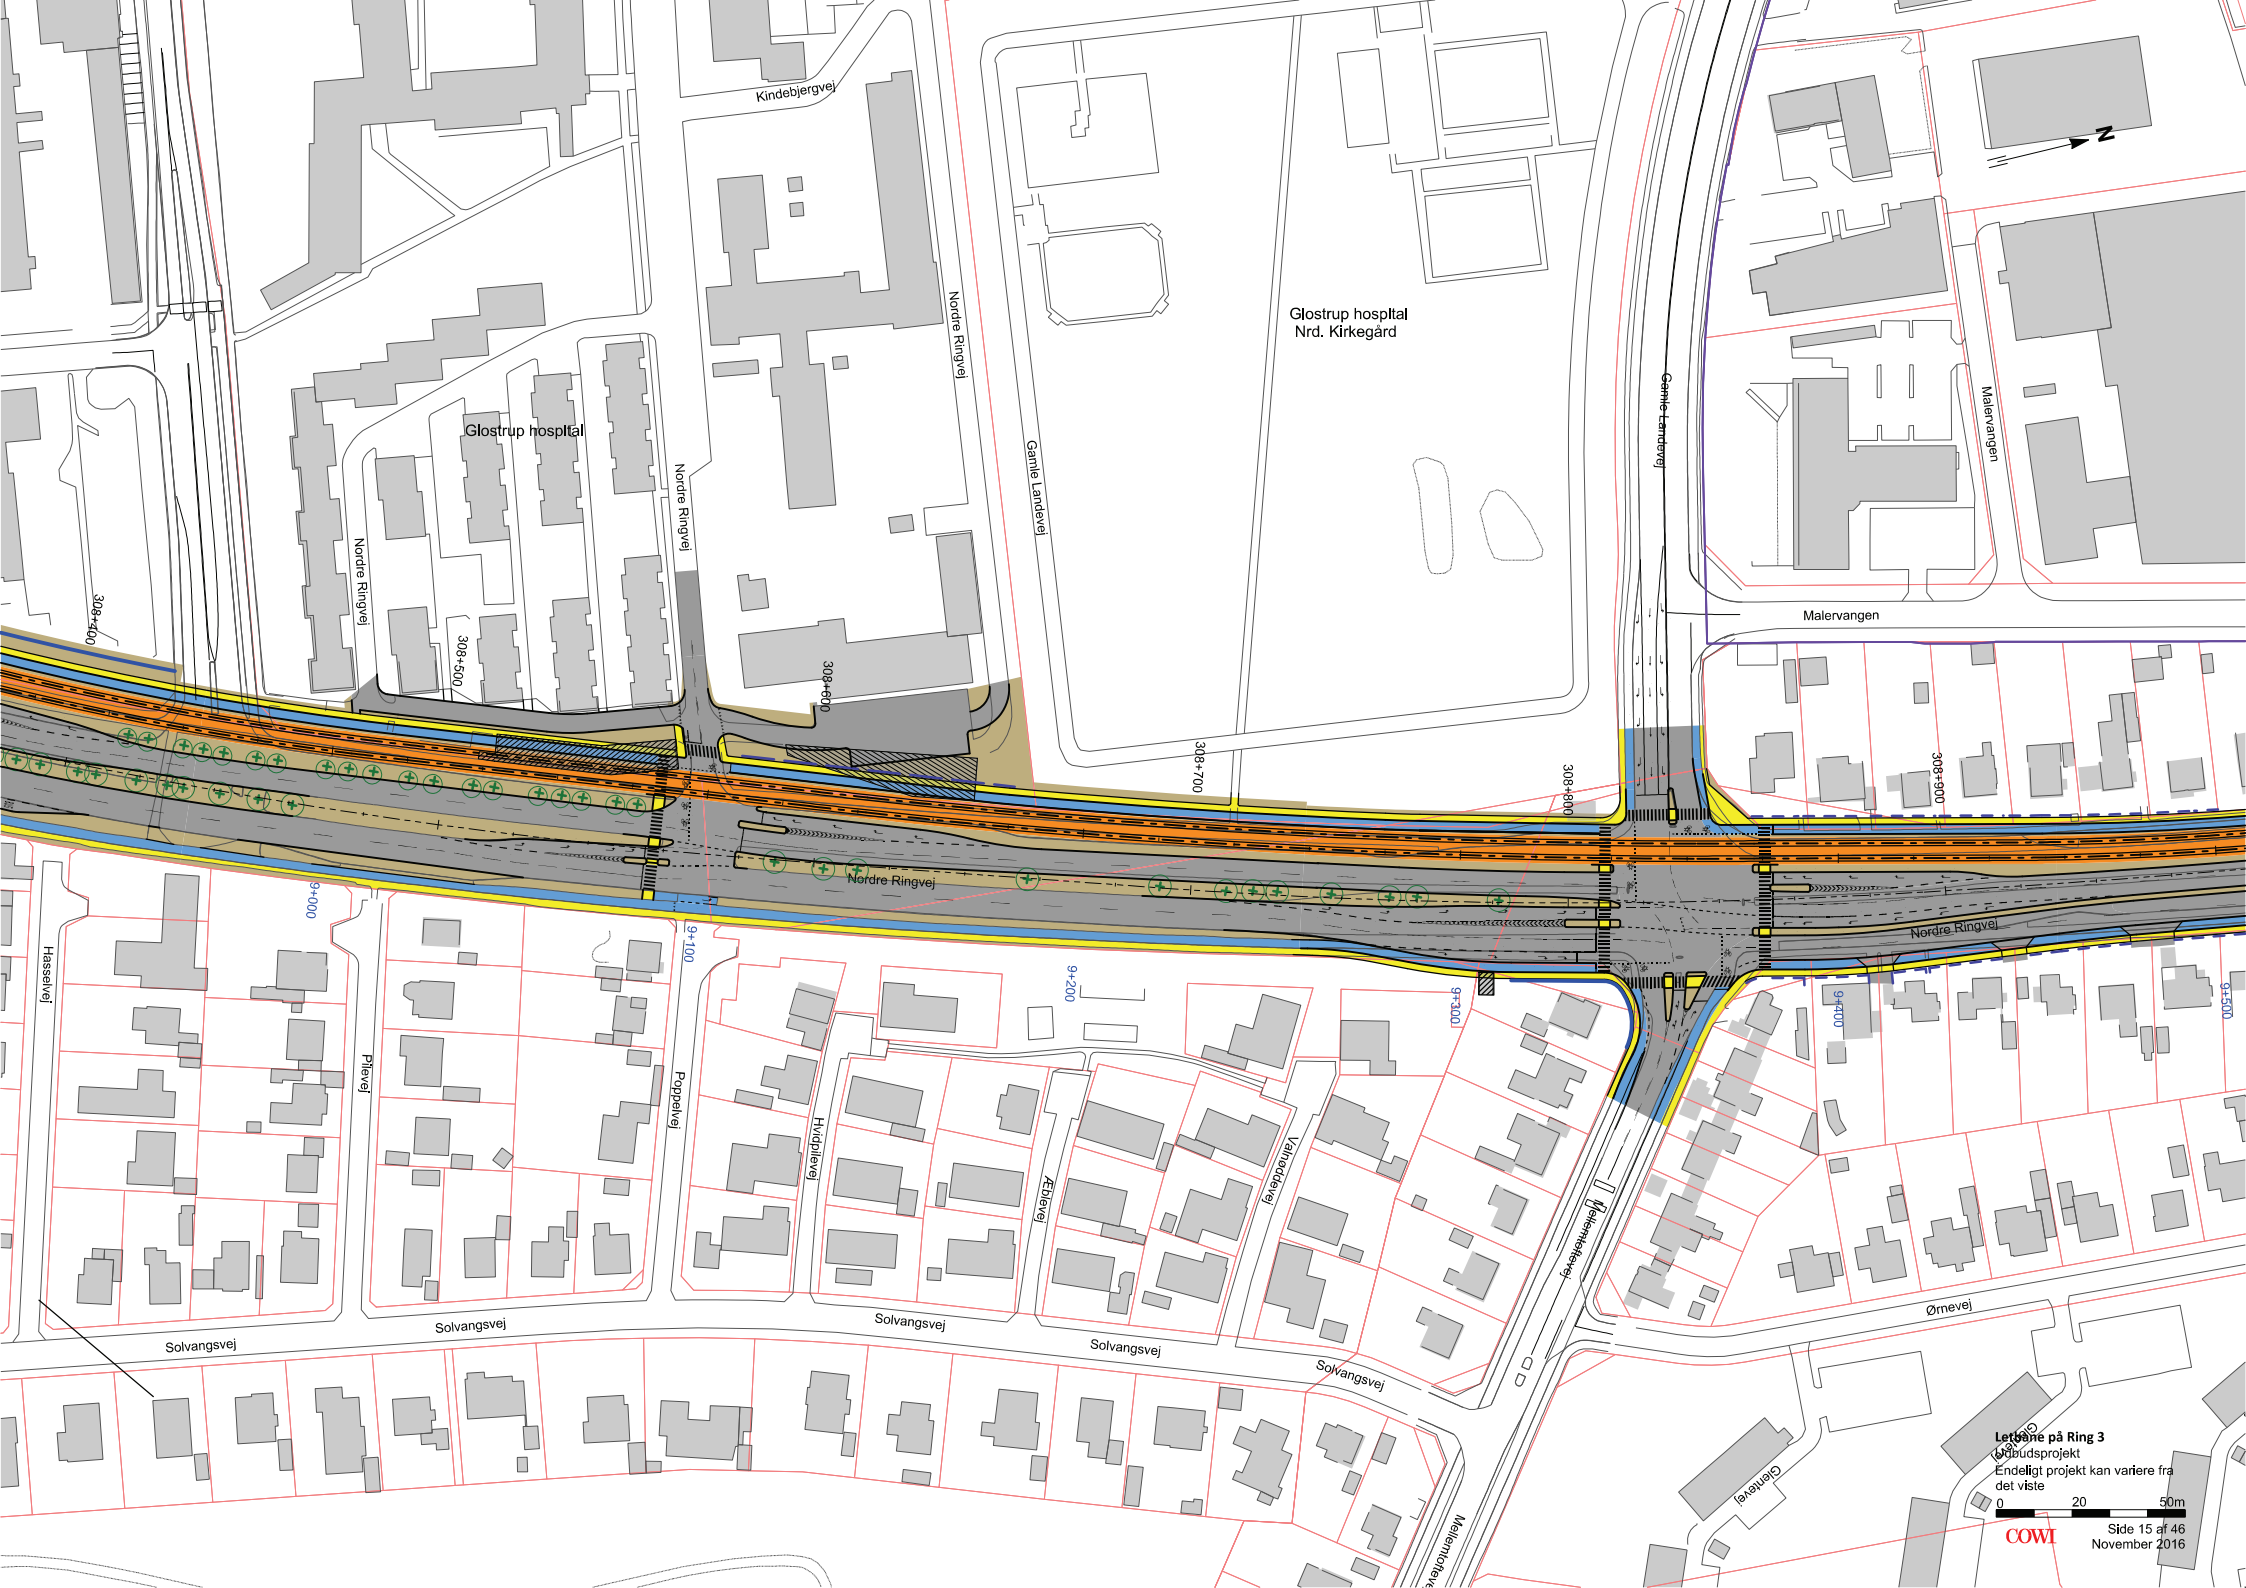 Kindebjergvej
N
Glostrup hospital
Nrd. Kirkegård
Nordre Ringvej
Gamle Landevej
Malervangen
Glostrup hospital
Gamle Landevej
Nordre Ringvej
Nordre Ringvej
308+400
308+500
308+600
Malervangen
308+700
308+800
308+900
Nordre Ringvej
Nordre Ringvej
9+000
9+100
9+200
9+300
9+400
9+500
Hasselvej
Pilevej
Poppelvej
Hvidpilevej
Æblevej
Valnøddevej
Mellemtoftevej
Solvangsvej
Solvangsvej
Solvangsvej
Solvangsvej
Solvangsvej
Ørnevej
Glentevej
Glentevej
Mellemtoftevej
Letbane på Ring 3
Udbudsprojekt
Endeligt projekt kan variere fra
det viste
0 20 50m
COWI
Side 15 af 46
November 2016